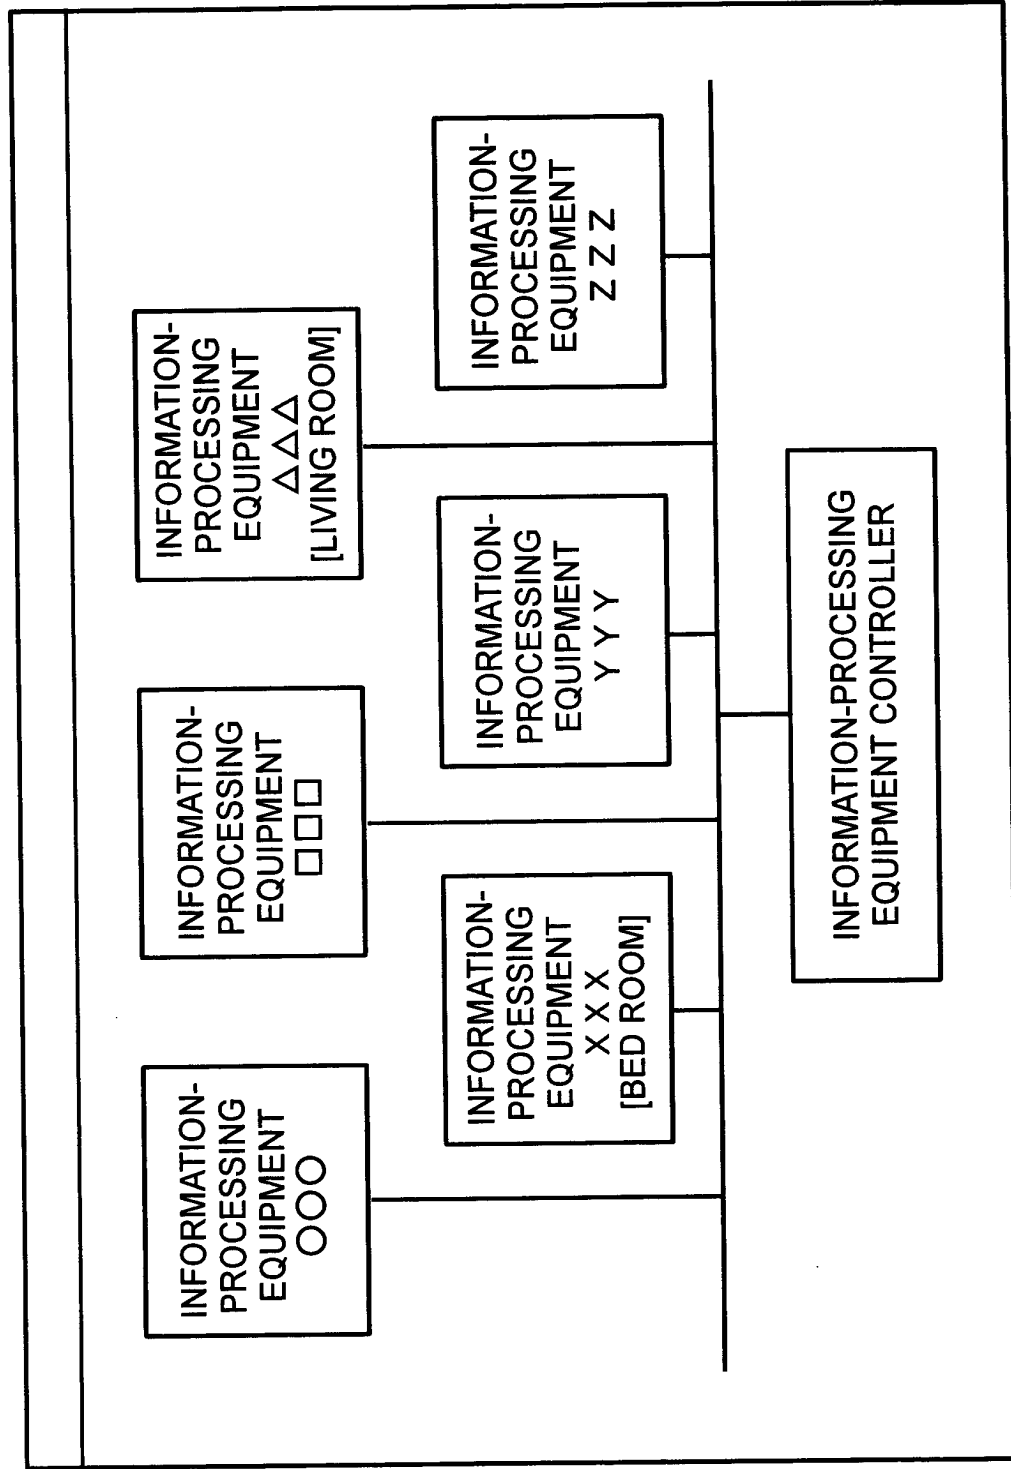 INFORMATION-
PROCESSING
EQUIPMENT
○○○
INFORMATION-
PROCESSING
EQUIPMENT
□□□
INFORMATION-
PROCESSING
EQUIPMENT
△△△
[LIVING ROOM]
INFORMATION-
PROCESSING
EQUIPMENT
X X X
[BED ROOM]
INFORMATION-
PROCESSING
EQUIPMENT
Y Y Y
INFORMATION-
PROCESSING
EQUIPMENT
Z Z Z
INFORMATION-PROCESSING
EQUIPMENT CONTROLLER